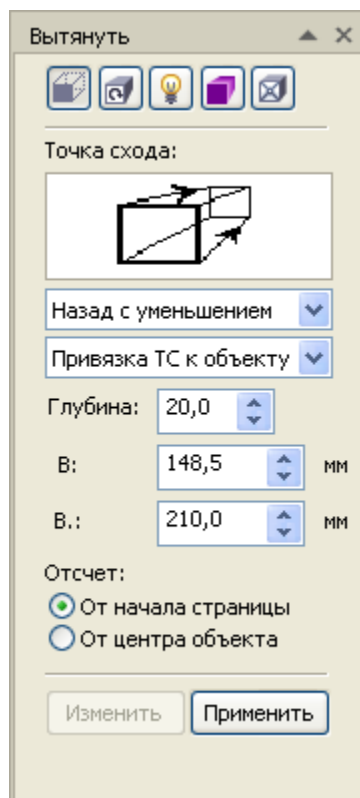 Вытянуть
Точка схода:
Назад с уменьшением
Привязка ТС к объекту
Глубина: 20,0
В: 148,5 мм
В.: 210,0 мм
Отсчет:
От начала страницы
От центра объекта
Изменить Применить